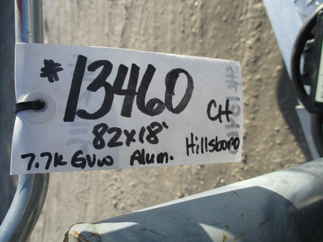 *13460
CH
82x18'
Hillsboro
7.7k GVW Alum.